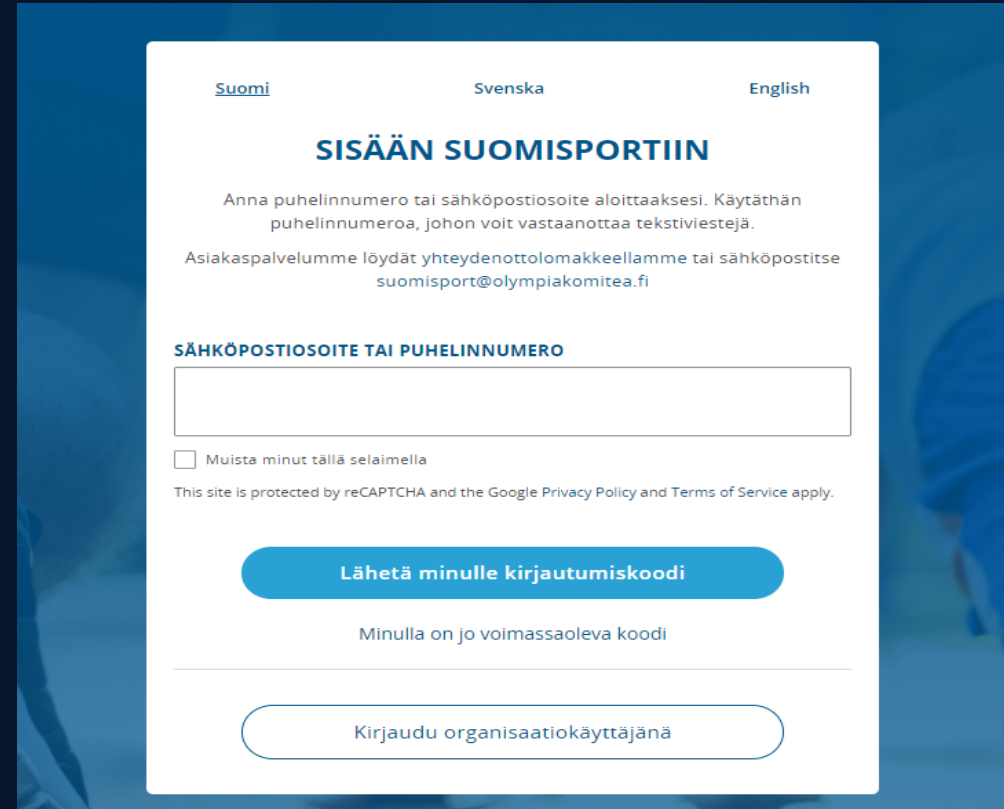 Suomi Svenska English
SISÄÄN SUOMISPORTIIN
Anna puhelinnumero tai sähköpostiosoite aloittaaksesi. Käytäthän
puhelinnumeroa, johon voit vastaanottaa tekstiviestejä.
Asiakaspalvelumme löydät yhteydenottolomakkeellamme tai sähköpostitse
suomisport@olympiakomitea.fi
SÄHKÖPOSTIOSOITE TAI PUHELINNUMERO
Muista minut tällä selaimella
This site is protected by reCAPTCHA and the Google Privacy Policy and Terms of Service apply.
Lähetä minulle kirjautumiskoodi
Minulla on jo voimassaoleva koodi
Kirjaudu organisaatiokäyttäjänä